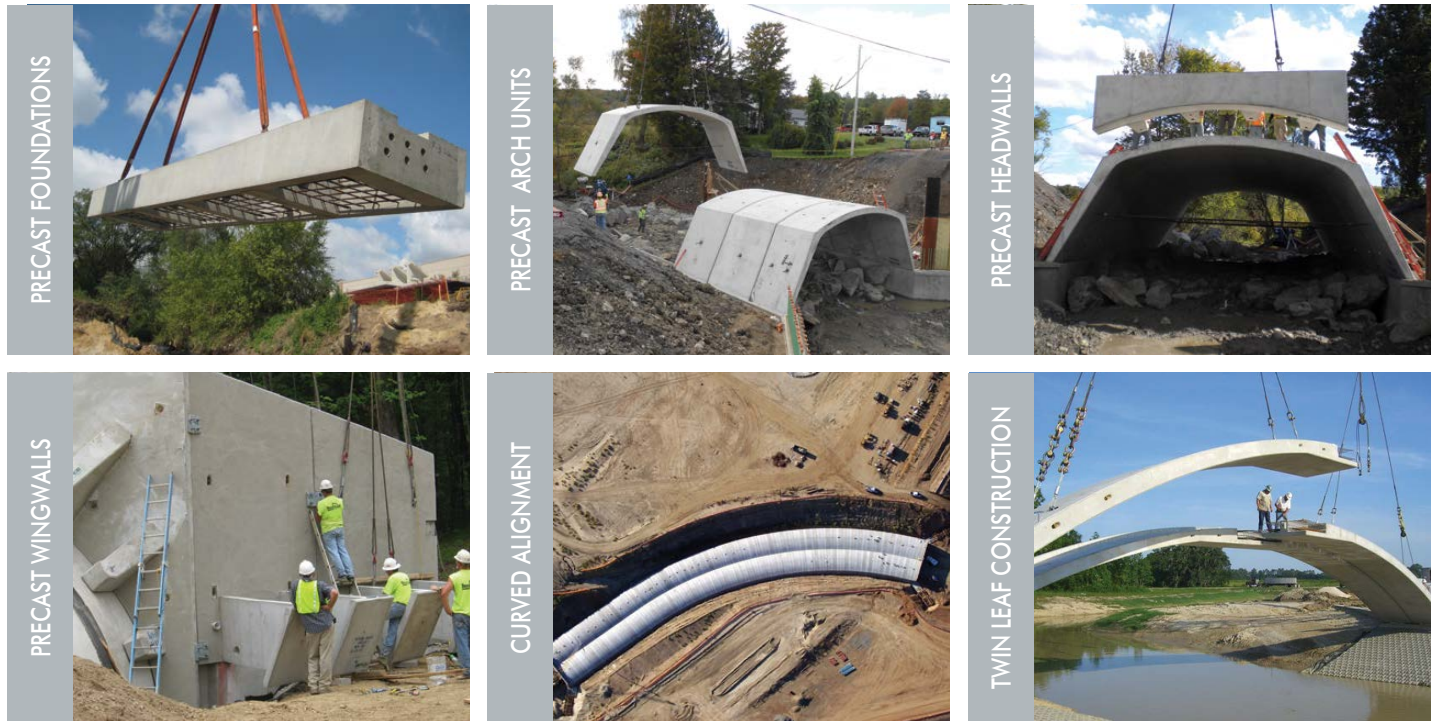 PRECAST FOUNDATIONS
PRECAST ARCH UNITS
PRECAST HEADWALLS
PRECAST WINGWALLS
CURVED ALIGNMENT
TWIN LEAF CONSTRUCTION